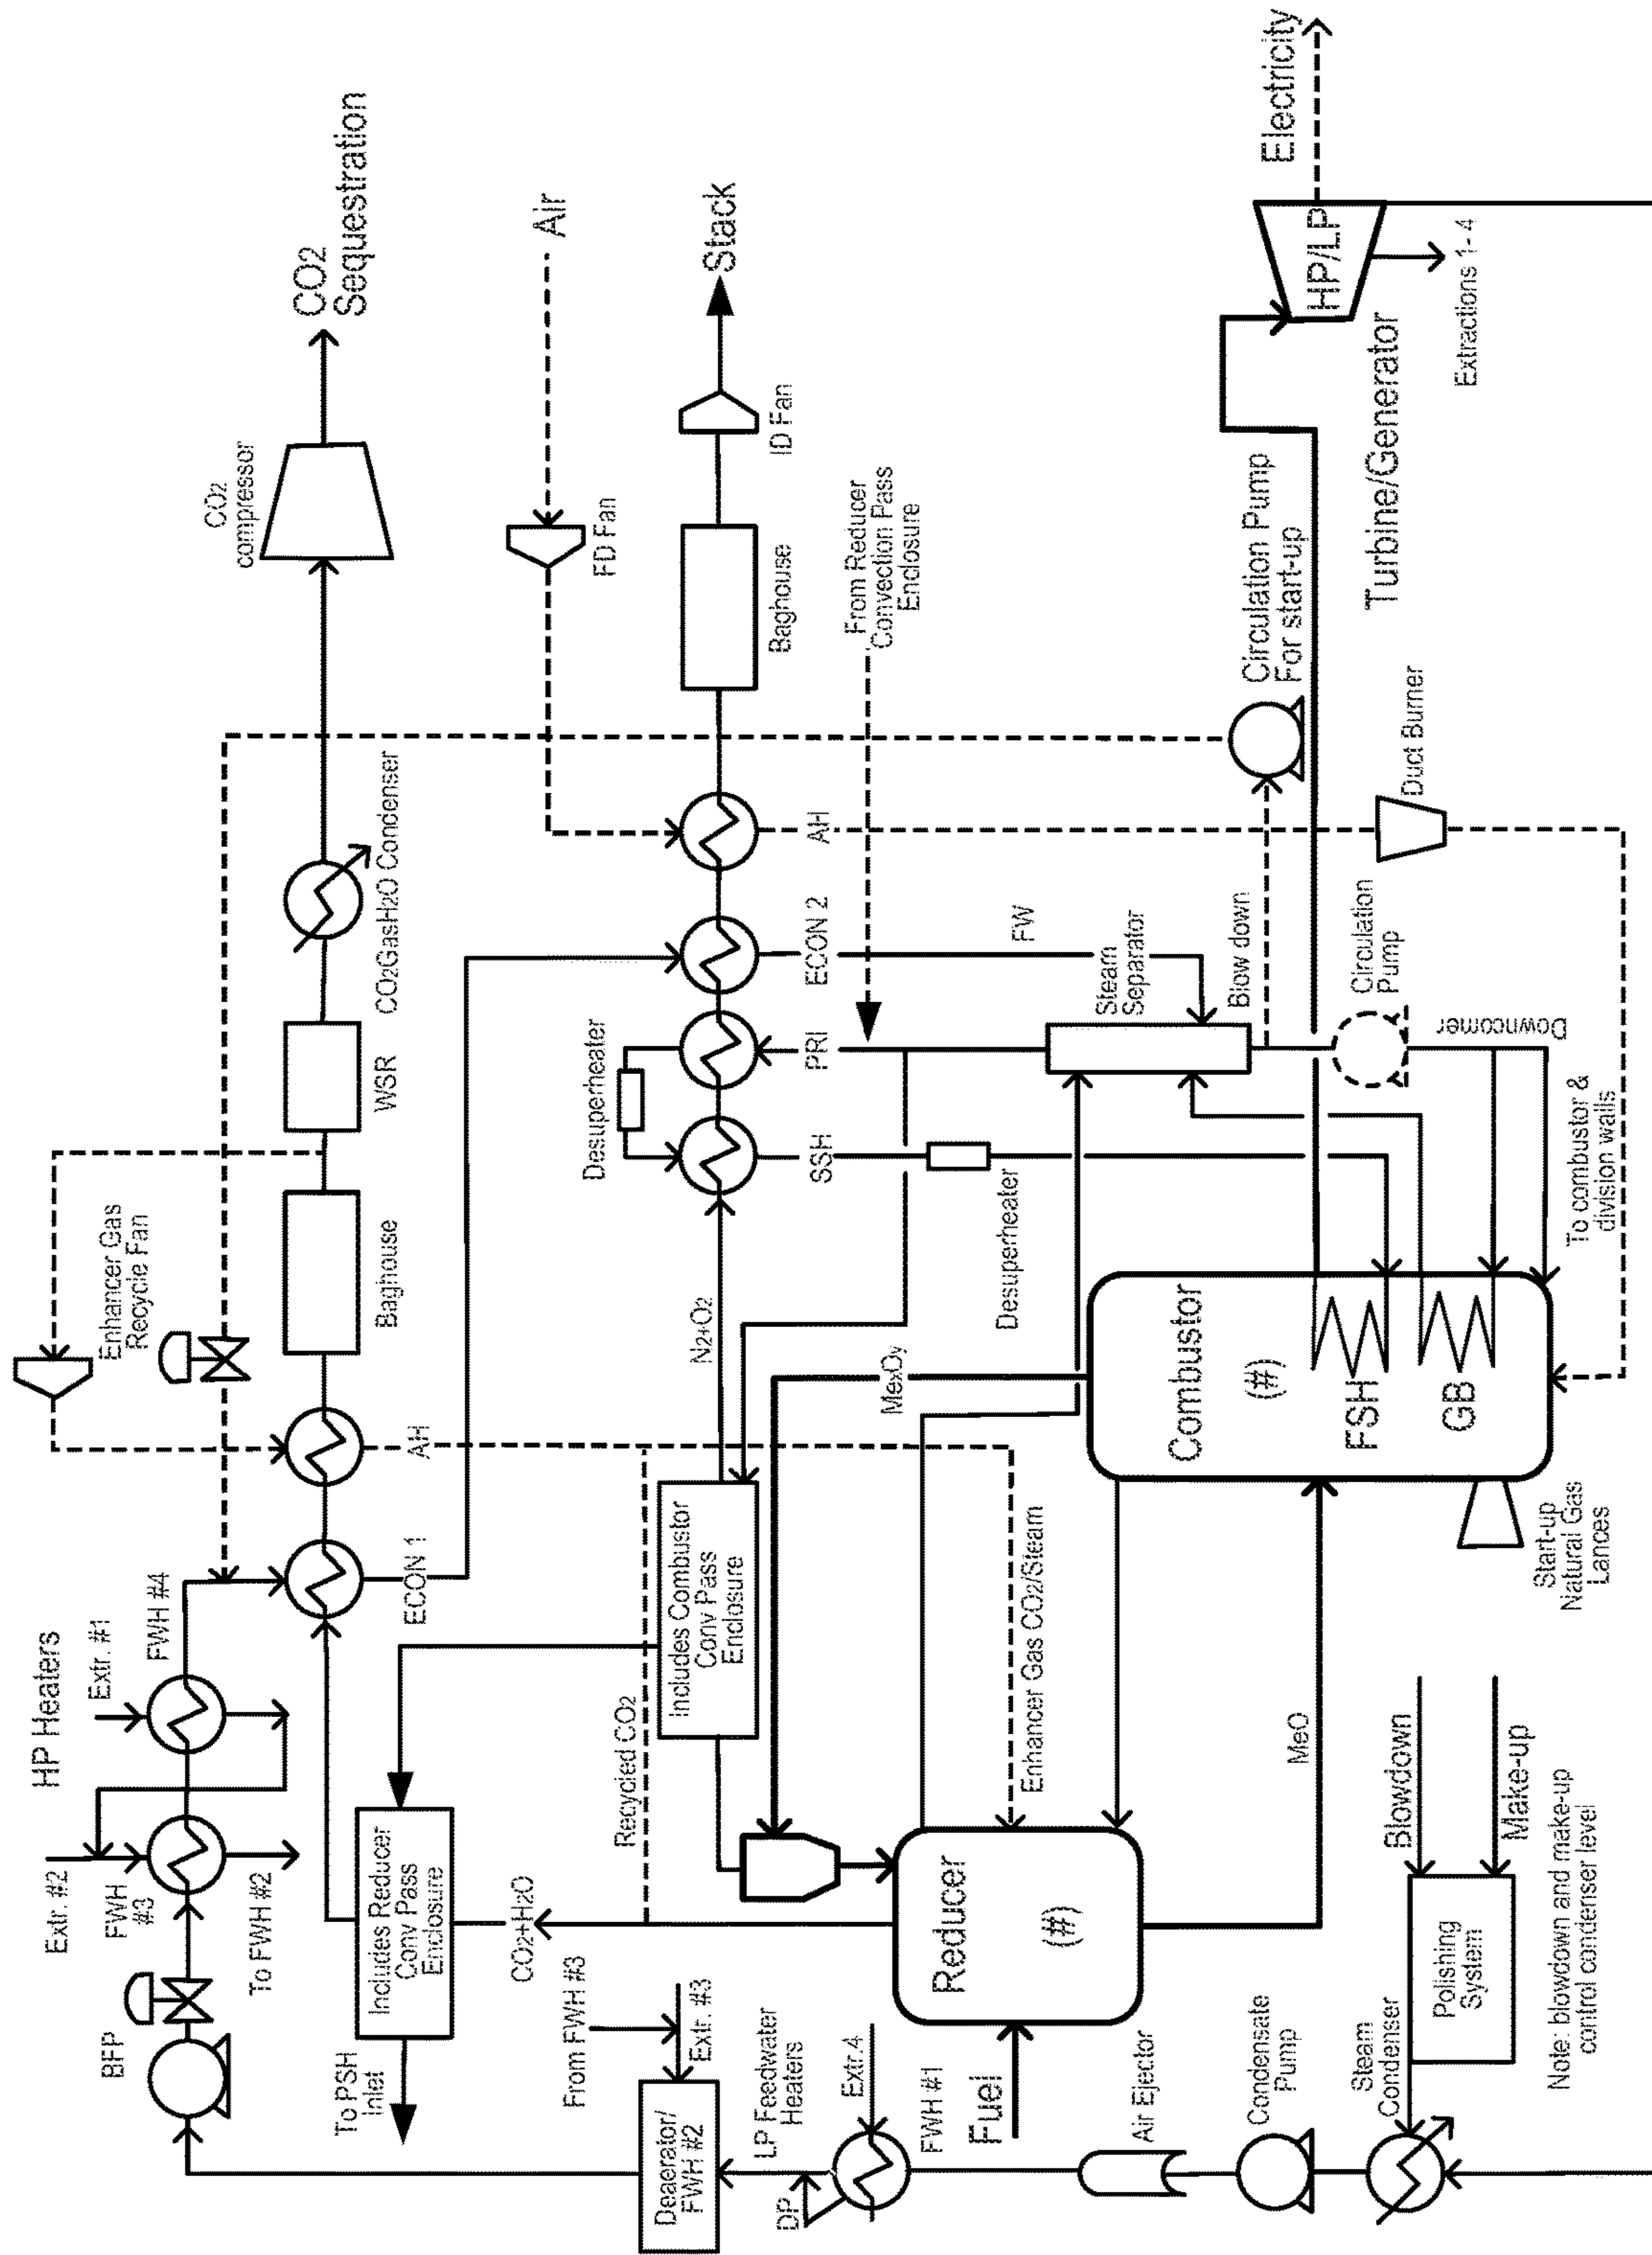 HP Heaters
Extr. #1
Extr. #2
FWH
#3
FWH #4
To FWH #2
BFP
Enhancer Gas
Recycle Fan
CO2
compressor
CO2
Sequestration
ECON 1
AH
Baghouse
WSR
CO2GasH2O Condenser
To PSH
Inlet
Includes Reducer
Conv Pass
Enclosure
CO2+H2O
Recycled CO2
FD Fan
Air
From FWH #3
Extr. #3
Deaerator/
FWH #2
Includes Combustor
Conv Pass
Enclosure
N2+O2
Desuperheater
SSH
PRI
ECON 2
AH
Baghouse
ID Fan
Stack
LP Feedwater
Heaters
DP
Extr.4
FWH #1
MexOy
From Reducer
Convection Pass
Enclosure
Fuel
Reducer
(#)
Enhancer Gas CO2/Steam
Desuperheater
FW
Steam
Separator
Air Ejector
Condensate
Pump
Combustor
(#)
FSH
GB
Blow down
Circulation Pump
For start-up
Electricity
HP/LP
MeO
Circulation
Pump
Turbine/Generator
Duct Burner
Extractions 1- 4
Steam
Condenser
Blowdown
Make-up
Polishing
System
Start-up
Natural Gas
Lances
Downcomer
To combustor &
division walls
Note: blowdown and make-up
control condenser level